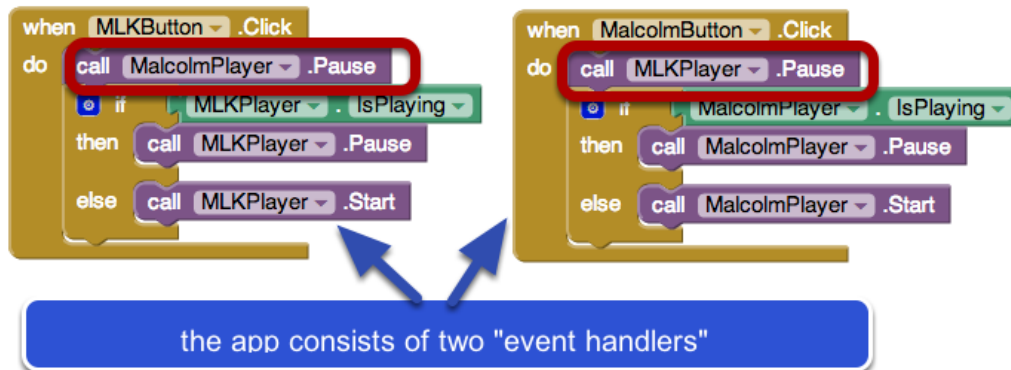 when MLKButton .Click
do call MalcolmPlayer .Pause
if MLKPlayer . IsPlaying
then call MLKPlayer .Pause
else call MLKPlayer .Start
when MalcolmButton .Click
do call MLKPlayer .Pause
if MalcolmPlayer . IsPlaying
then call MalcolmPlayer .Pause
else call MalcolmPlayer .Start
the app consists of two "event handlers"